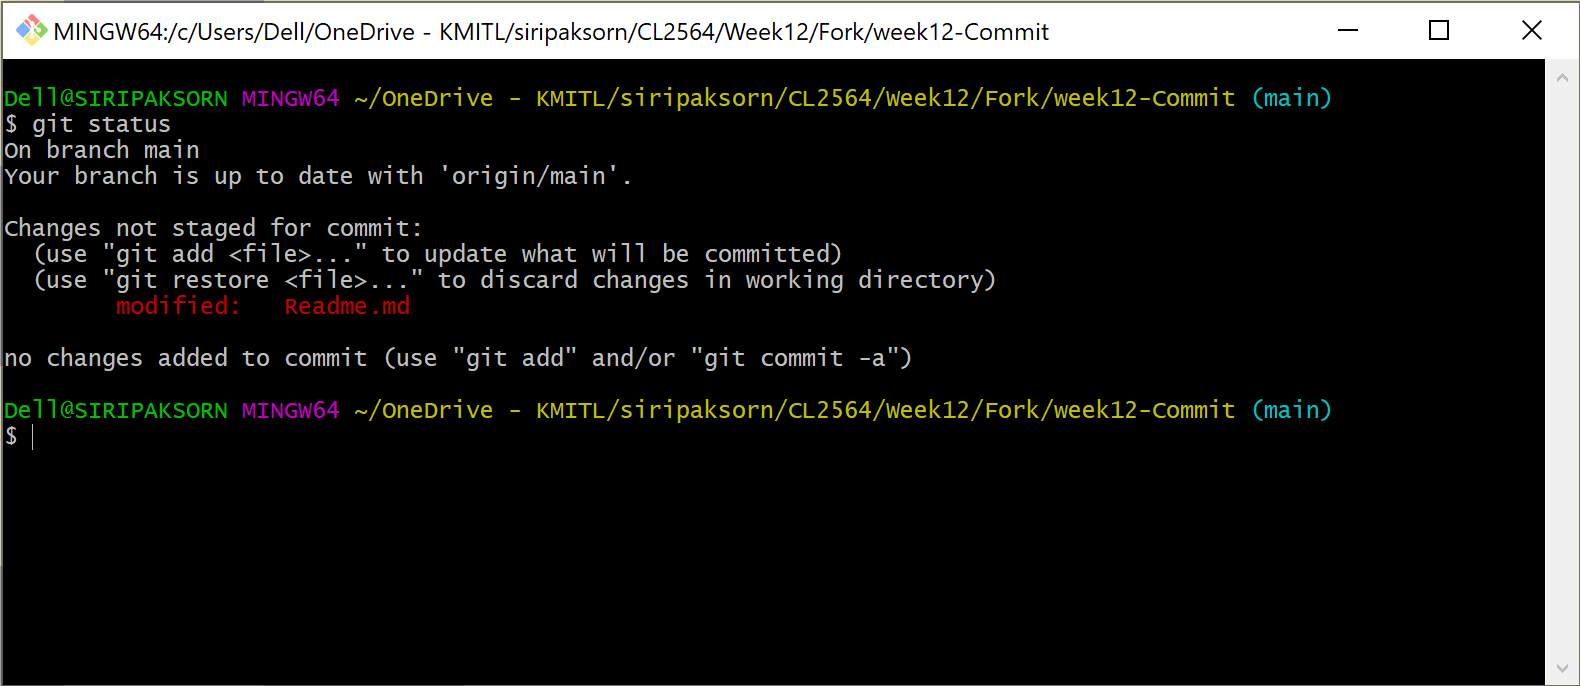 MINGW64:/c/Users/Dell/OneDrive - KMITL/siripaksorn/CL2564/Week12/Fork/week12-Commit
Dell@SIRIPAKSORN MINGW64 ~/OneDrive - KMITL/siripaksorn/CL2564/Week12/Fork/week12-Commit (main)
$ git status
On branch main
Your branch is up to date with 'origin/main'.
Changes not staged for commit:
  (use "git add <file>..." to update what will be committed)
  (use "git restore <file>..." to discard changes in working directory)
        modified:   Readme.md
no changes added to commit (use "git add" and/or "git commit -a")
Dell@SIRIPAKSORN MINGW64 ~/OneDrive - KMITL/siripaksorn/CL2564/Week12/Fork/week12-Commit (main)
$